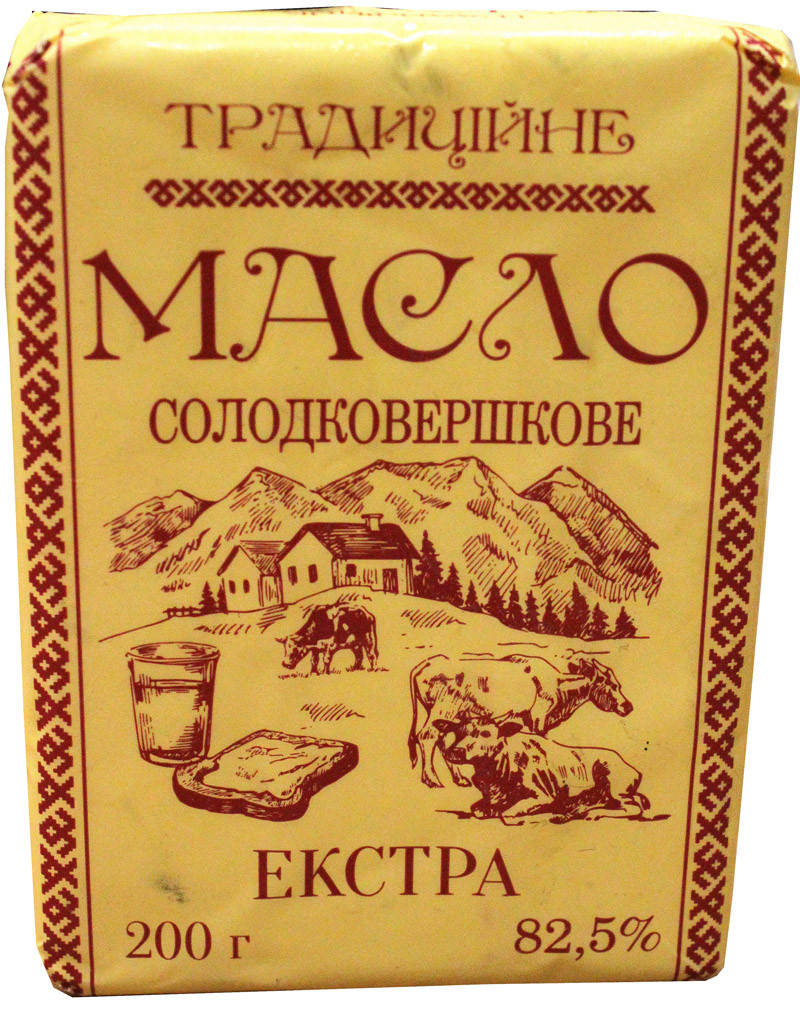 ТРАДИЦІЙНЕ
МАСЛО
СОЛОДКОВЕРШКОВЕ
ЕКСТРА
200 г
82,5%